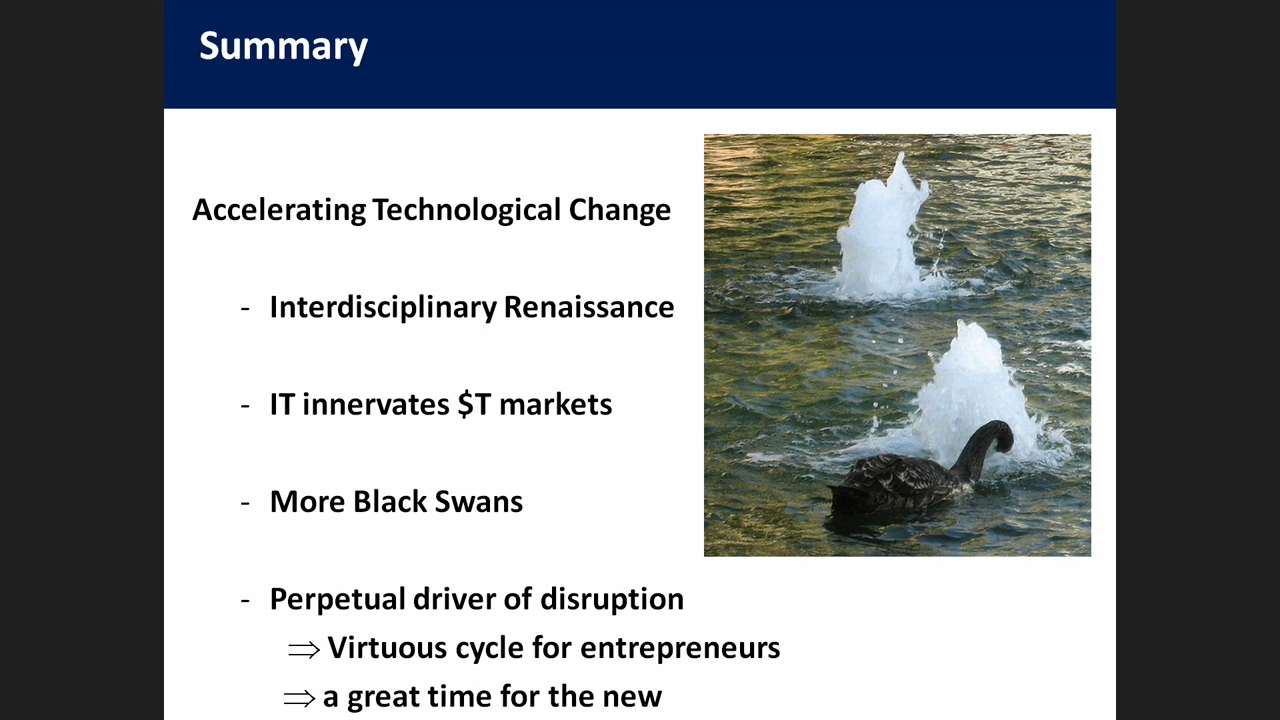 Summary
Accelerating Technological Change
- Interdisciplinary Renaissance
- IT innervates $T markets
- More Black Swans
- Perpetual driver of disruption
⇒ Virtuous cycle for entrepreneurs
⇒ a great time for the new